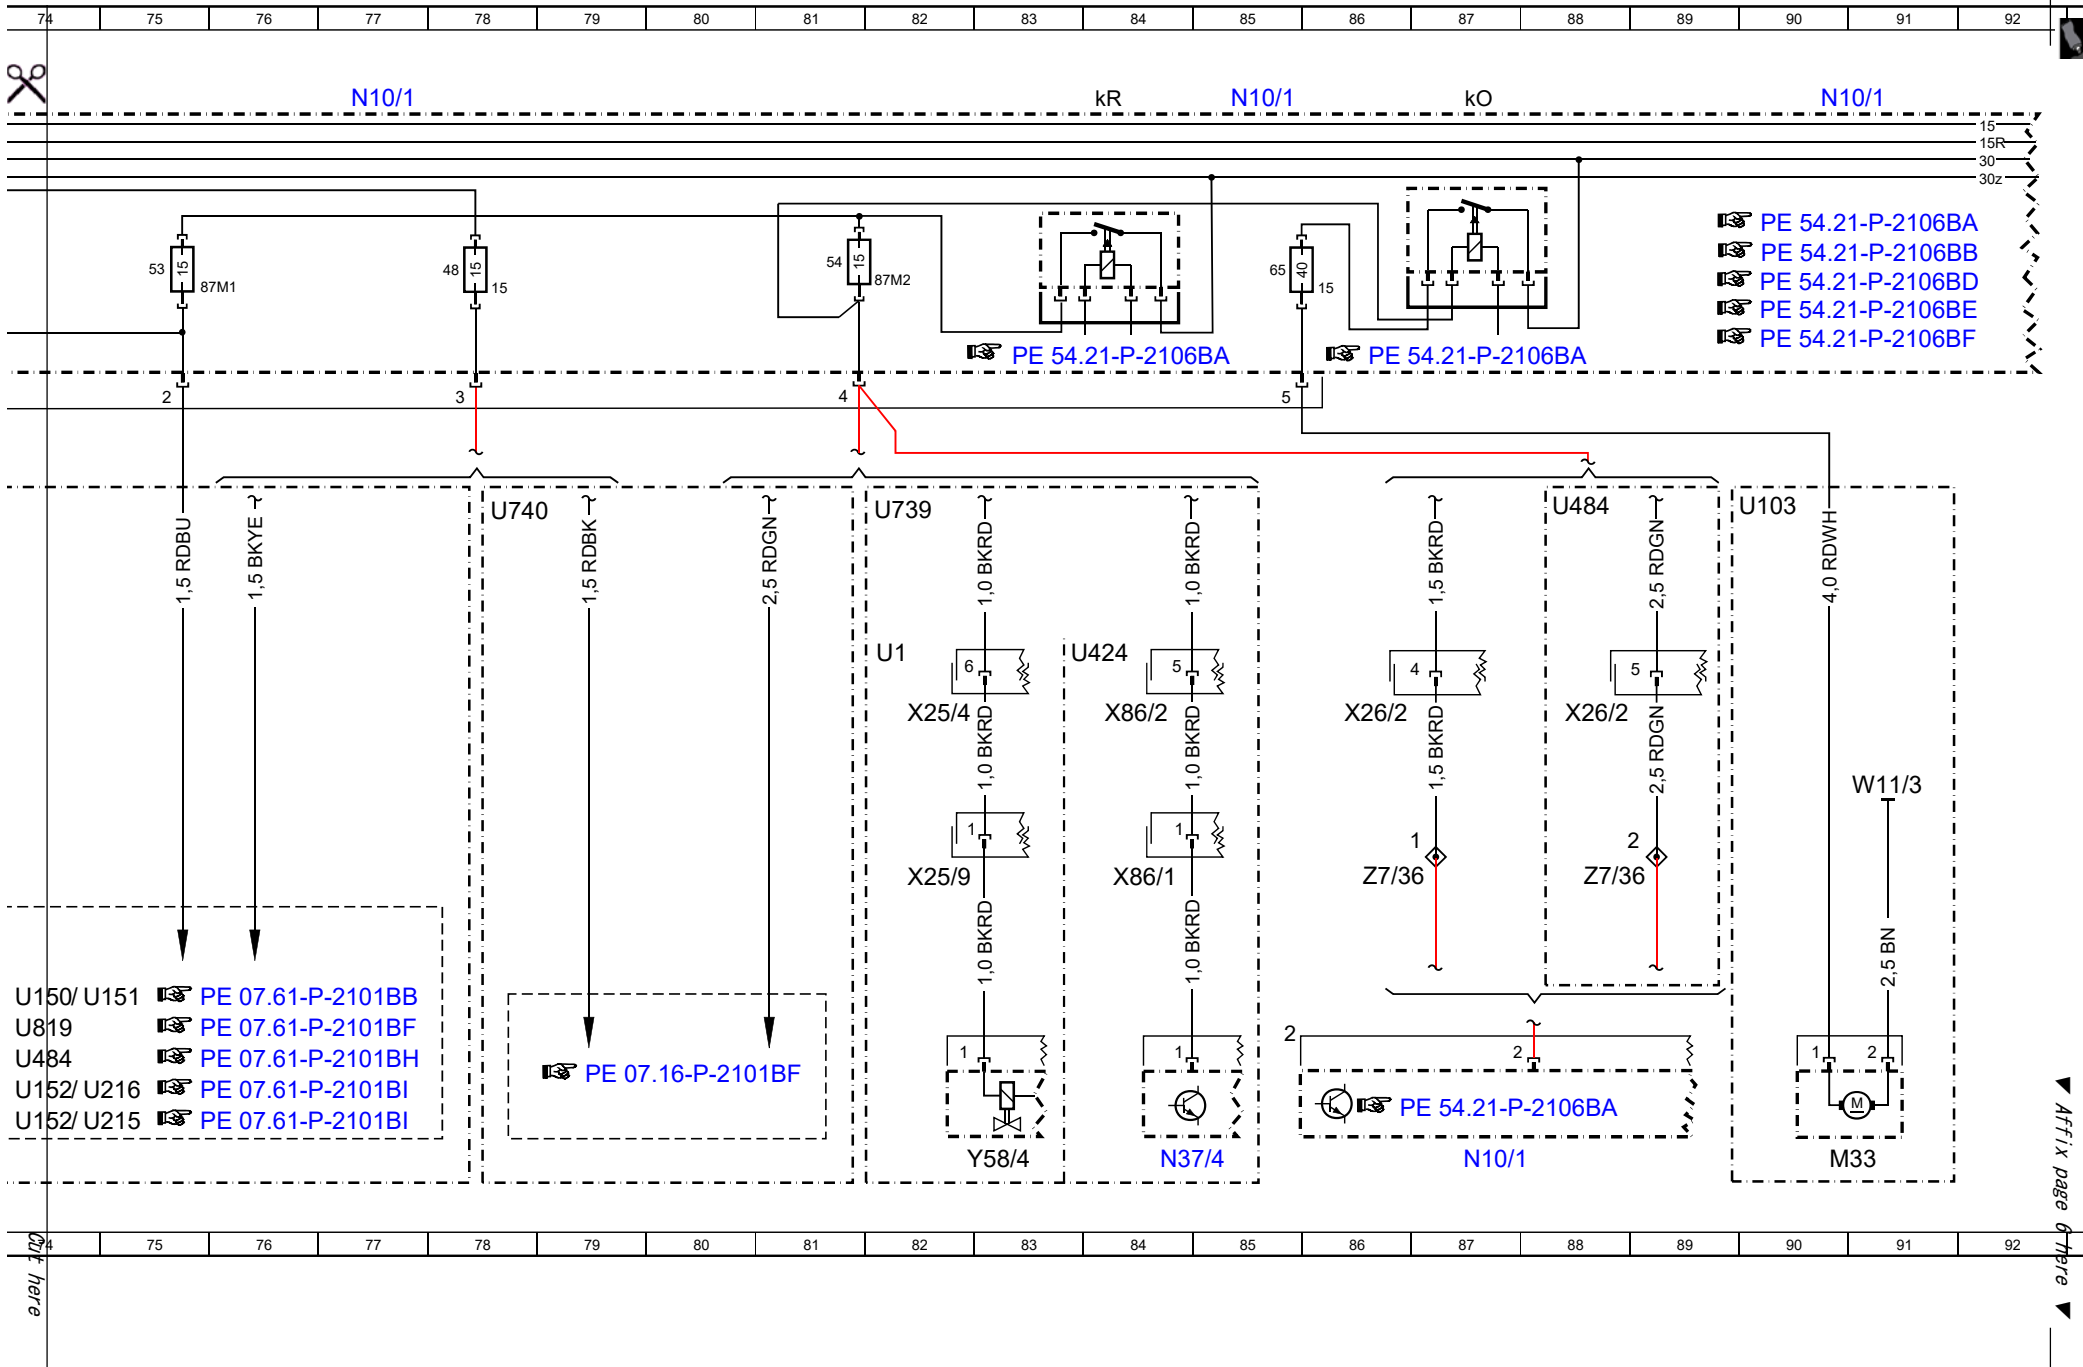 74 75 76 77 78 79 80 81 82 83 84 85 86 87 88 89 90 91 92
N10/1 kR N10/1 kO N10/1
15
15R
30
30z
PE 54.21-P-2106BA
PE 54.21-P-2106BB
PE 54.21-P-2106BD
PE 54.21-P-2106BE
PE 54.21-P-2106BF
53 15 87M1
48 15 15
54 15 87M2
65 40 15
PE 54.21-P-2106BA PE 54.21-P-2106BA
2 3 4 5
U740 U739 U484 U103
1,5 RDBU
1,5 BKYE
1,5 RDBK
2,5 RDGN
1,0 BKRD
1,0 BKRD
1,5 BKRD
2,5 RDGN
4,0 RDWH
U1 6 U424 5 4 5
X25/4 X86/2 X26/2 X26/2
1,0 BKRD
1,0 BKRD
1,5 BKRD
2,5 RDGN
W11/3
1 1 1 2
X25/9 X86/1 Z7/36 Z7/36
1,0 BKRD
1,0 BKRD
2,5 BN
U150/ U151 PE 07.61-P-2101BB
U819 PE 07.61-P-2101BF
U484 PE 07.61-P-2101BH
U152/ U216 PE 07.61-P-2101BI
U152/ U215 PE 07.61-P-2101BI
PE 07.16-P-2101BF
1 1 2 2 1 2
PE 54.21-P-2106BA
M
Y58/4 N37/4 N10/1 M33
74 75 76 77 78 79 80 81 82 83 84 85 86 87 88 89 90 91 92
Cut here
Affix page 6 here